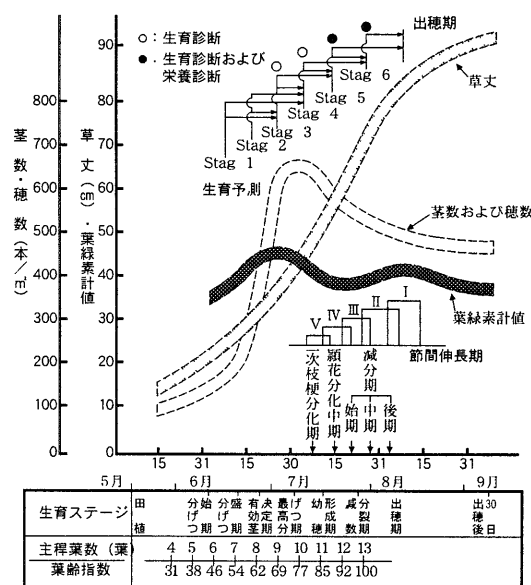 ○：生育診断
●：生育診断および
栄養診断
出穂期
草丈
Stag 6
Stag 5
Stag 4
Stag 3
Stag 2
Stag 1
生育予測
茎数および穂数
葉緑素計値
茎数・穂数(本/㎡)
草丈(㎝)・葉緑素計値
800
700
600
500
400
300
200
100
0
90
80
70
60
50
40
30
20
10
0
Ⅴ
Ⅳ
Ⅲ
Ⅱ
Ⅰ
節間伸長期
一次枝梗分化期
穎花分化中期
減分期
始期
中期
後期
15 31 15 30 15 31 15 31
5月 6月 7月 8月 9月
生育ステージ
田植
分げつ始期
分げつ盛期
有効茎決定期
最高分げつ期
幼穂形成期
減数分裂期
出穂期
出穂後30日
主稈葉数（葉） 4 5 6 7 8 9 10 11 12 13
葉齢指数 31 38 46 54 62 69 77 85 92 100